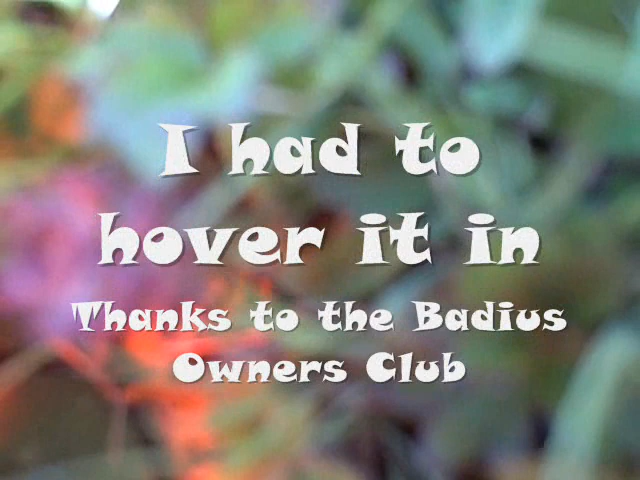 I had to
hover it in
Thanks to the Badius
Owners Club